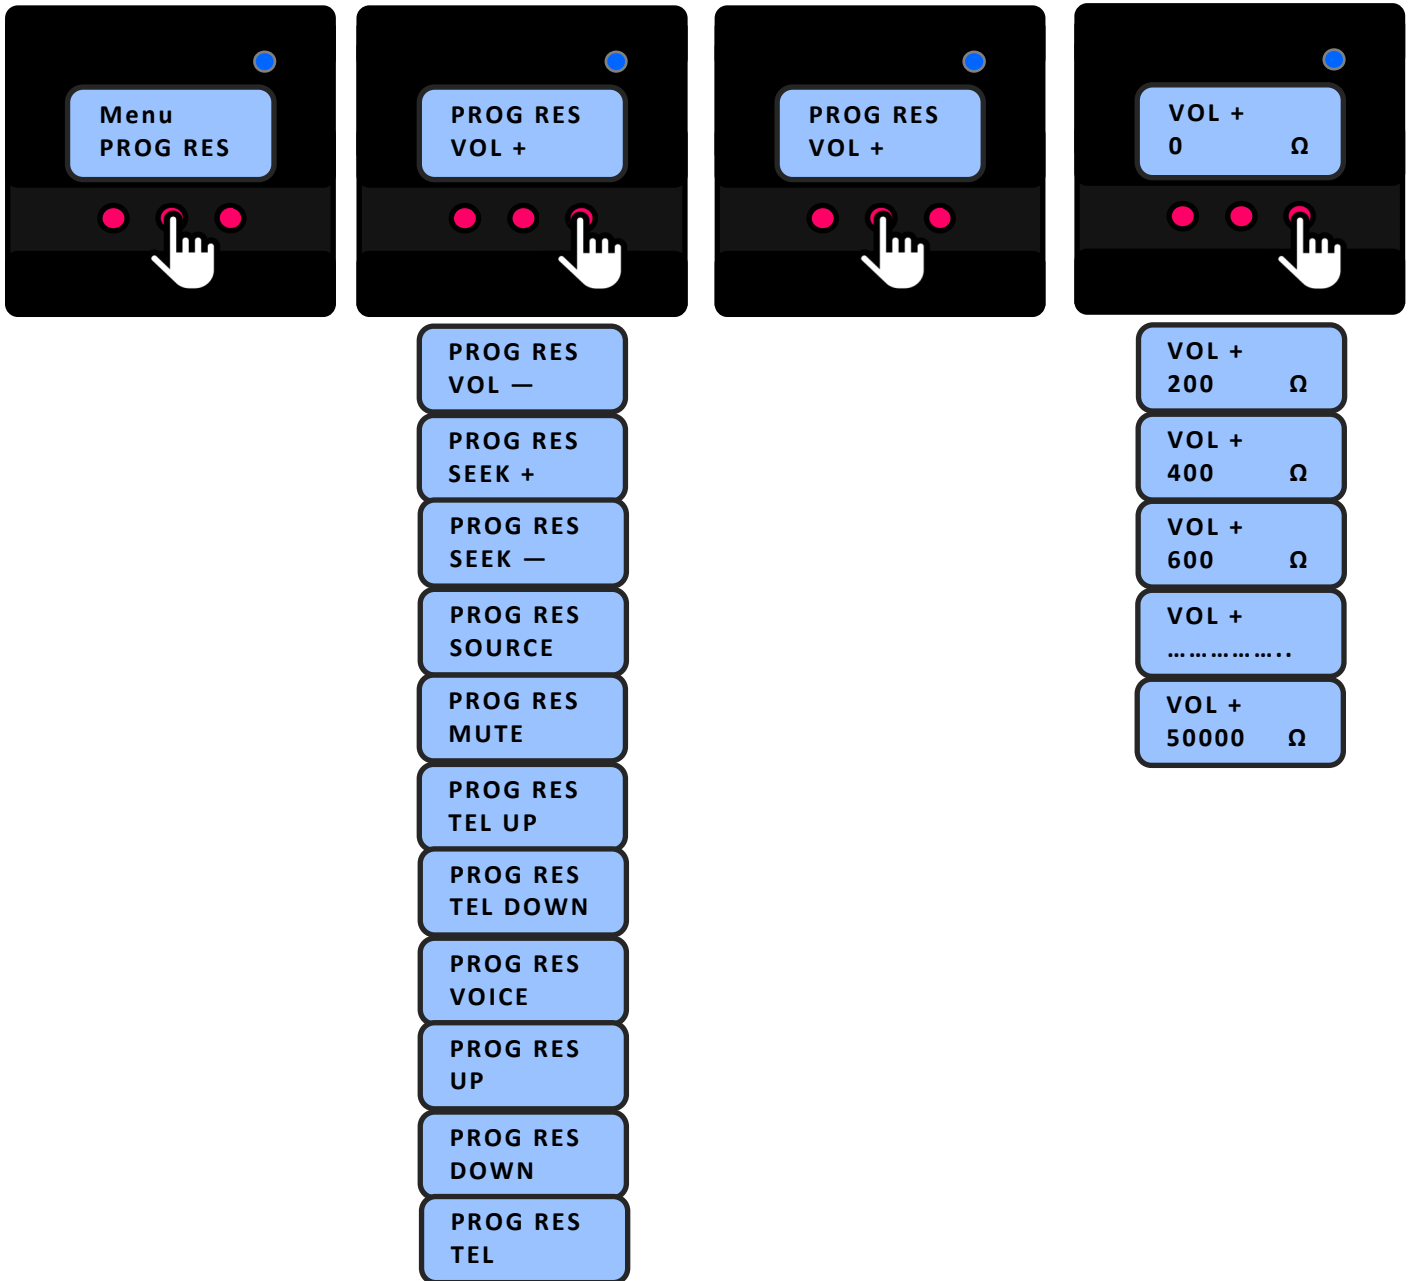 Menu
PROG RES
PROG RES
VOL +
PROG RES
VOL +
VOL +
0 Ω
PROG RES
VOL —
PROG RES
SEEK +
PROG RES
SEEK —
PROG RES
SOURCE
PROG RES
MUTE
PROG RES
TEL UP
PROG RES
TEL DOWN
PROG RES
VOICE
PROG RES
UP
PROG RES
DOWN
PROG RES
TEL
VOL +
200 Ω
VOL +
400 Ω
VOL +
600 Ω
VOL +
……………..
VOL +
50000 Ω